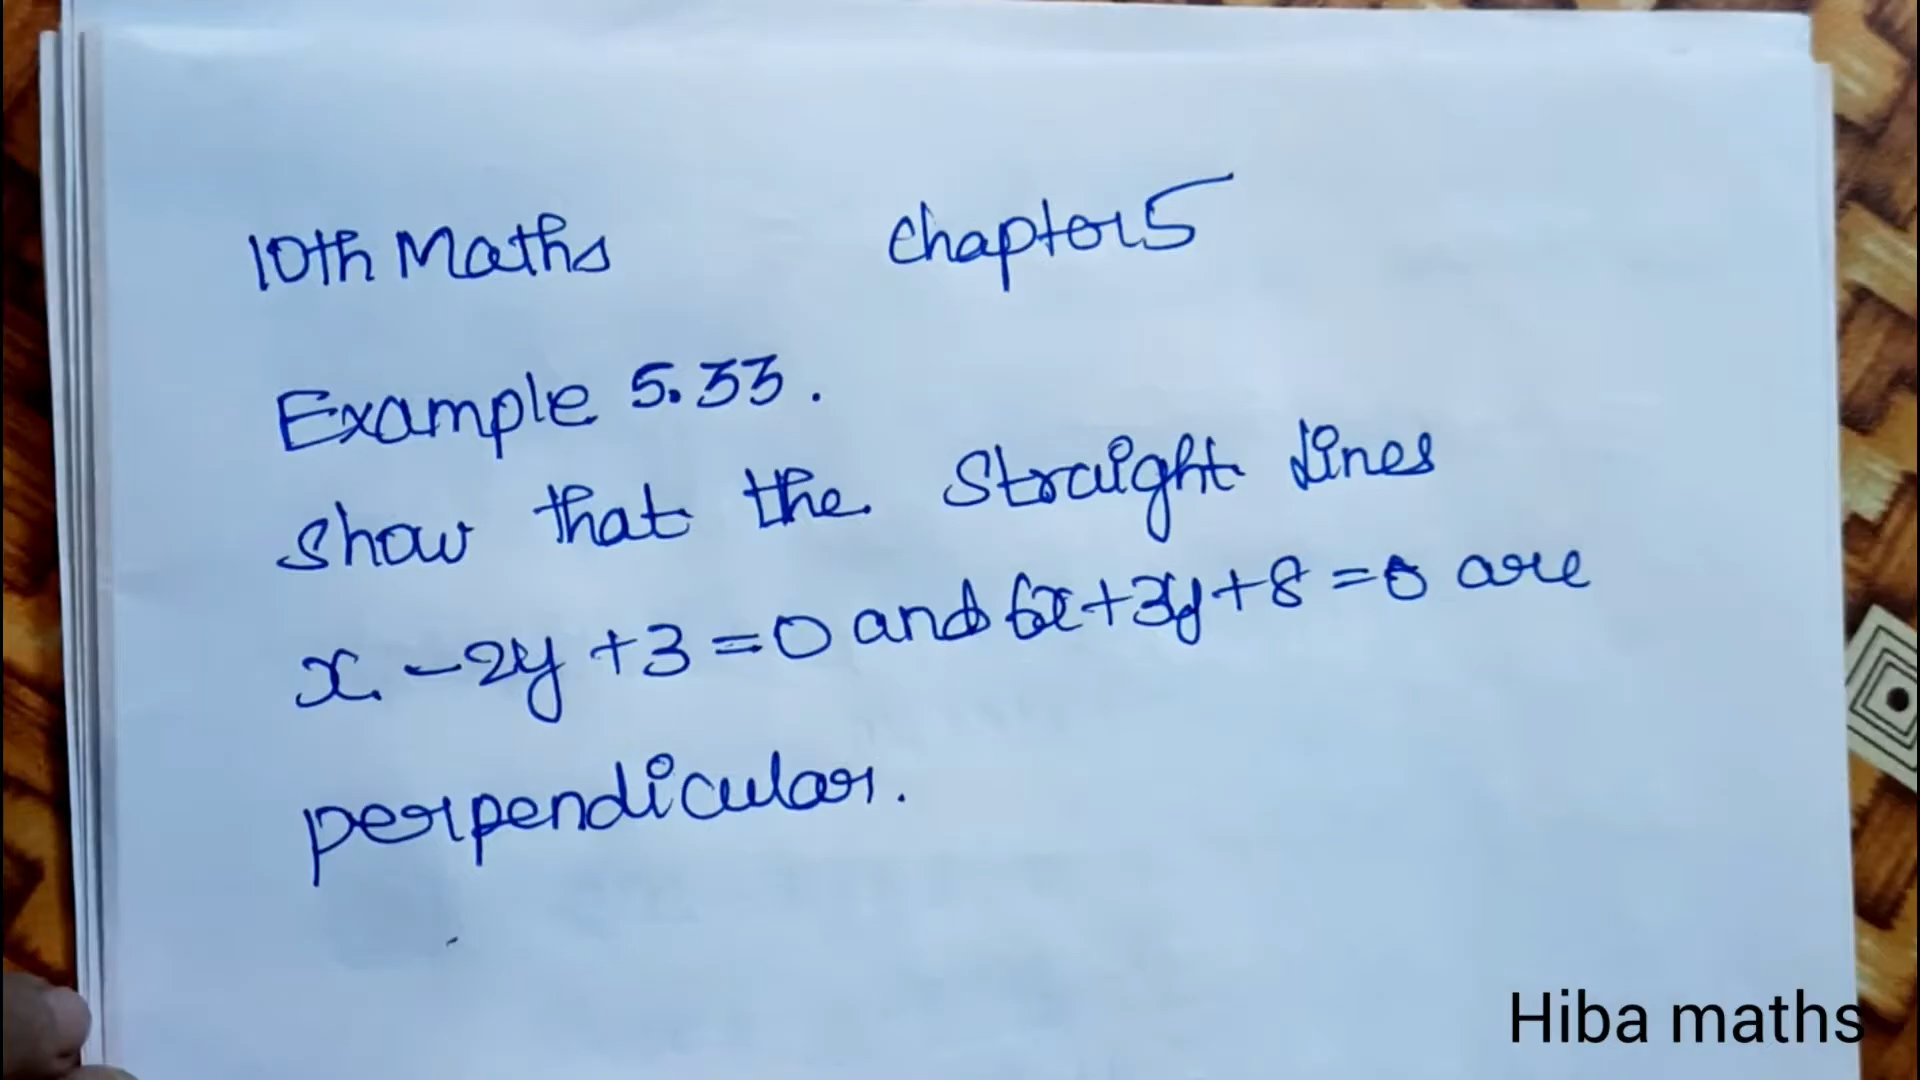 10th Maths Chapter 5
Example 5.33.
Show that the Straight lines
x - 2y + 3 = 0 and 6x + 3y + 8 = 0 are
perpendicular.
Hiba maths